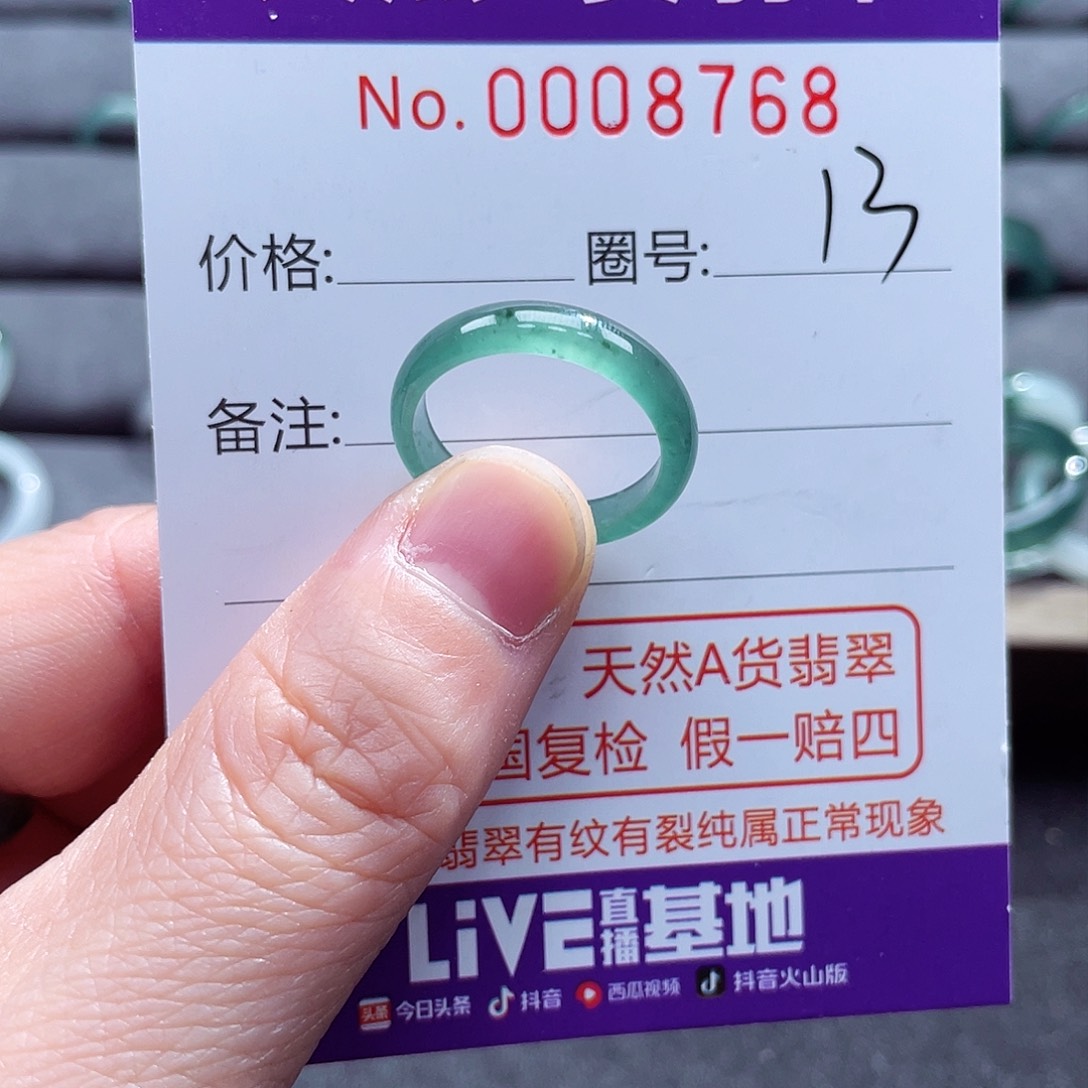 No. 0008768
价格: 圈号: 13
备注:
天然A货翡翠
国复检 假一赔四
翡翠有纹有裂纯属正常现象
LiVE直播基地
头条 今日头条 抖音 西瓜视频 抖音火山版